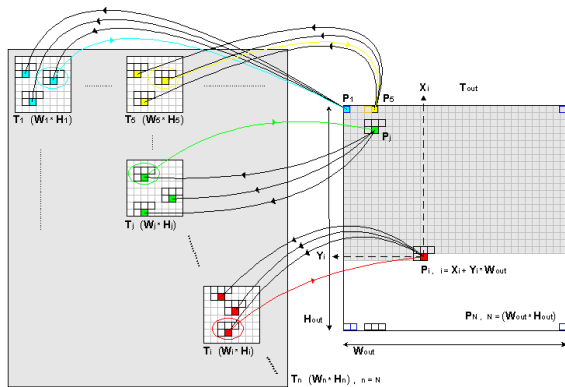 Xi Tout
P1 P5
T1 (W1* H1) T5 (W5* H5)
Pj
Tj (Wj* Hj)
Yi
Pi, i = Xi + Yi* Wout
Hout
PN, N = (Wout* Hout)
Ti (Wi* Hi)
Wout
Tn (Wn* Hn), n = N